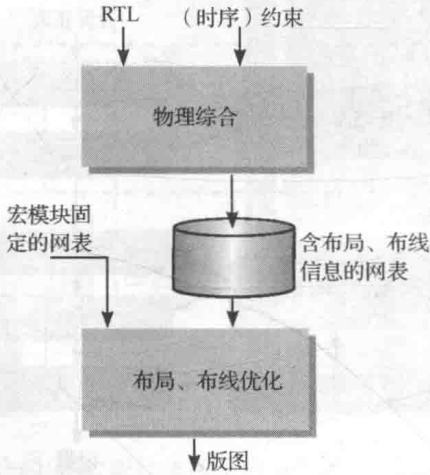 RTL
（时序）约束
物理综合
宏模块固
定的网表
含布局、布线
信息的网表
布局、布线优化
版图